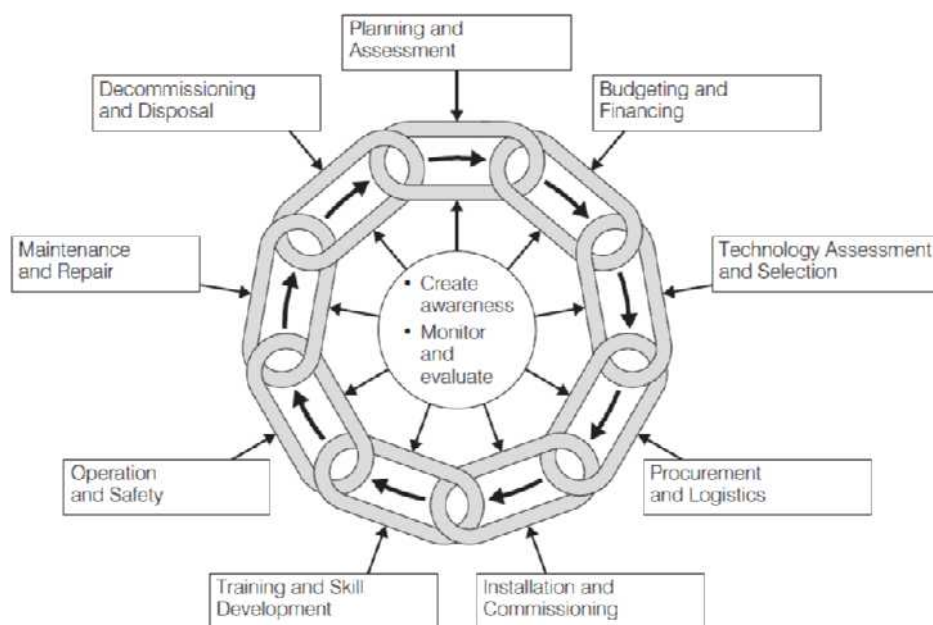 Planning and
Assessment
Decommissioning
and Disposal
Budgeting and
Financing
Maintenance
and Repair
• Create
awareness
• Monitor
and
evaluate
Technology Assessment
and Selection
Operation
and Safety
Procurement
and Logistics
Training and Skill
Development
Installation and
Commissioning